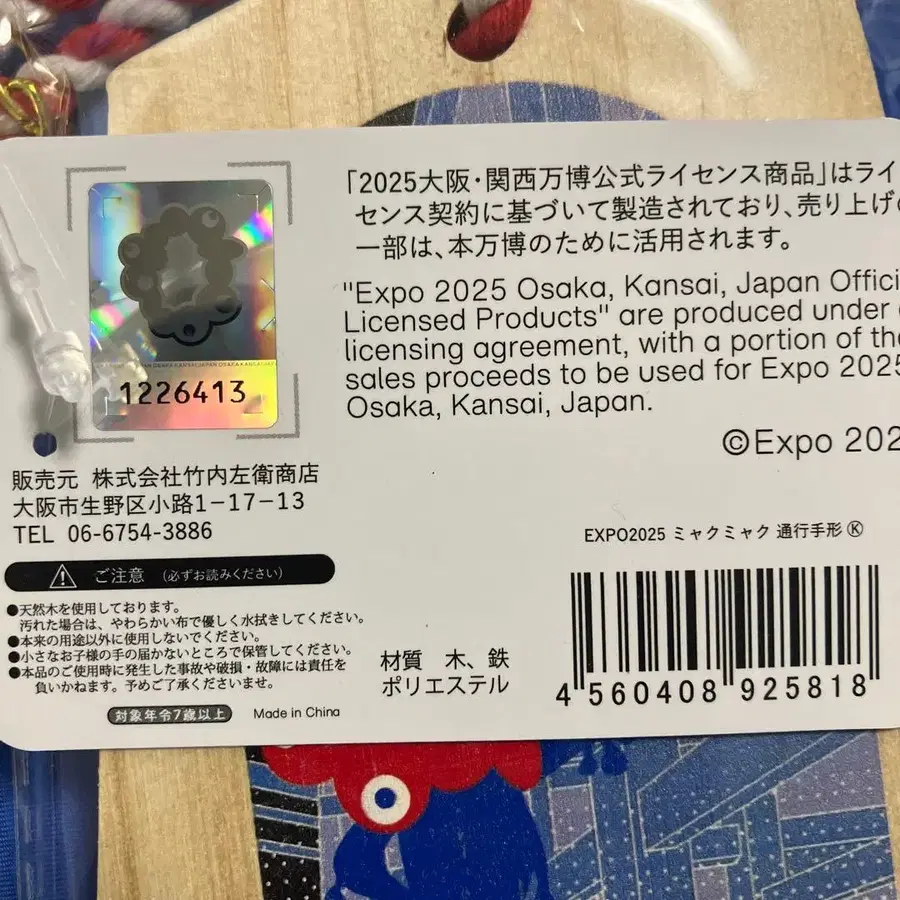 「2025大阪・関西万博公式ライセンス商品」はライ
センス契約に基づいて製造されており、売り上げの
一部は、本万博のために活用されます。
"Expo 2025 Osaka, Kansai, Japan Offici
Licensed Products" are produced under
licensing agreement, with a portion of the
sales proceeds to be used for Expo 2025
Osaka, Kansai, Japan.
©Expo 202
1226413
販売元 株式会社竹内左衛商店
大阪市生野区小路1-17-13
TEL 06-6754-3886
ご注意 (必ずお読みください)
●天然木を使用しております。
汚れた場合は、やわらかい布で優しく水拭きしてください。
●本来の用途以外に使用しないでください。
●小さなお子様の手の届かないところで保管してください。
●本品のご使用時に発生した事故や破損・故障には責任を
負いかねます。予めご了承くださいませ。
対象年令7歳以上 Made in China
材質 木、鉄
ポリエステル
EXPO2025 ミャクミャク 通行手形 Ⓚ
4 560408 925818